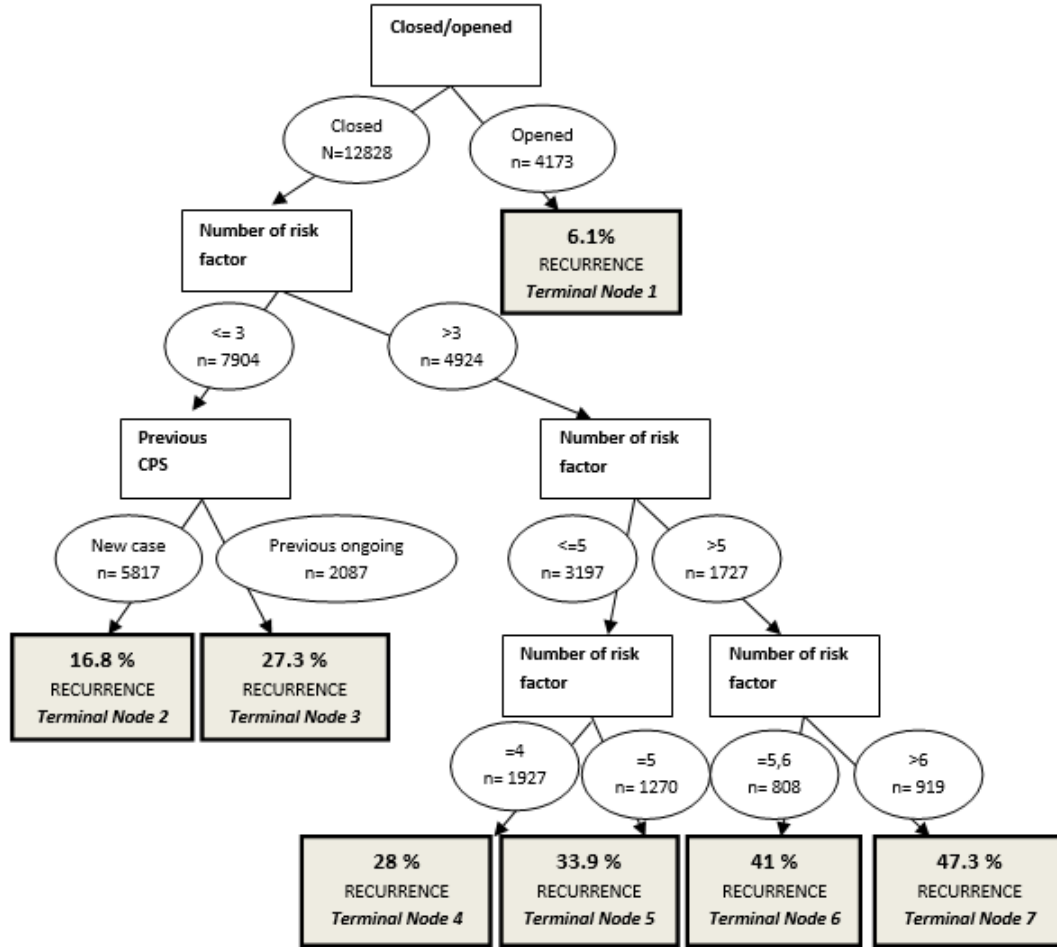 Closed/opened
Closed
N=12828
Opened
n= 4173
Number of risk
factor
6.1%
RECURRENCE
Terminal Node 1
<= 3
n= 7904
>3
n= 4924
Previous
CPS
Number of risk
factor
New case
n= 5817
Previous ongoing
n= 2087
<=5
n= 3197
>5
n= 1727
16.8 %
RECURRENCE
Terminal Node 2
27.3 %
RECURRENCE
Terminal Node 3
Number of risk
factor
Number of risk
factor
=4
n= 1927
=5
n= 1270
=5,6
n= 808
>6
n= 919
28 %
RECURRENCE
Terminal Node 4
33.9 %
RECURRENCE
Terminal Node 5
41 %
RECURRENCE
Terminal Node 6
47.3 %
RECURRENCE
Terminal Node 7